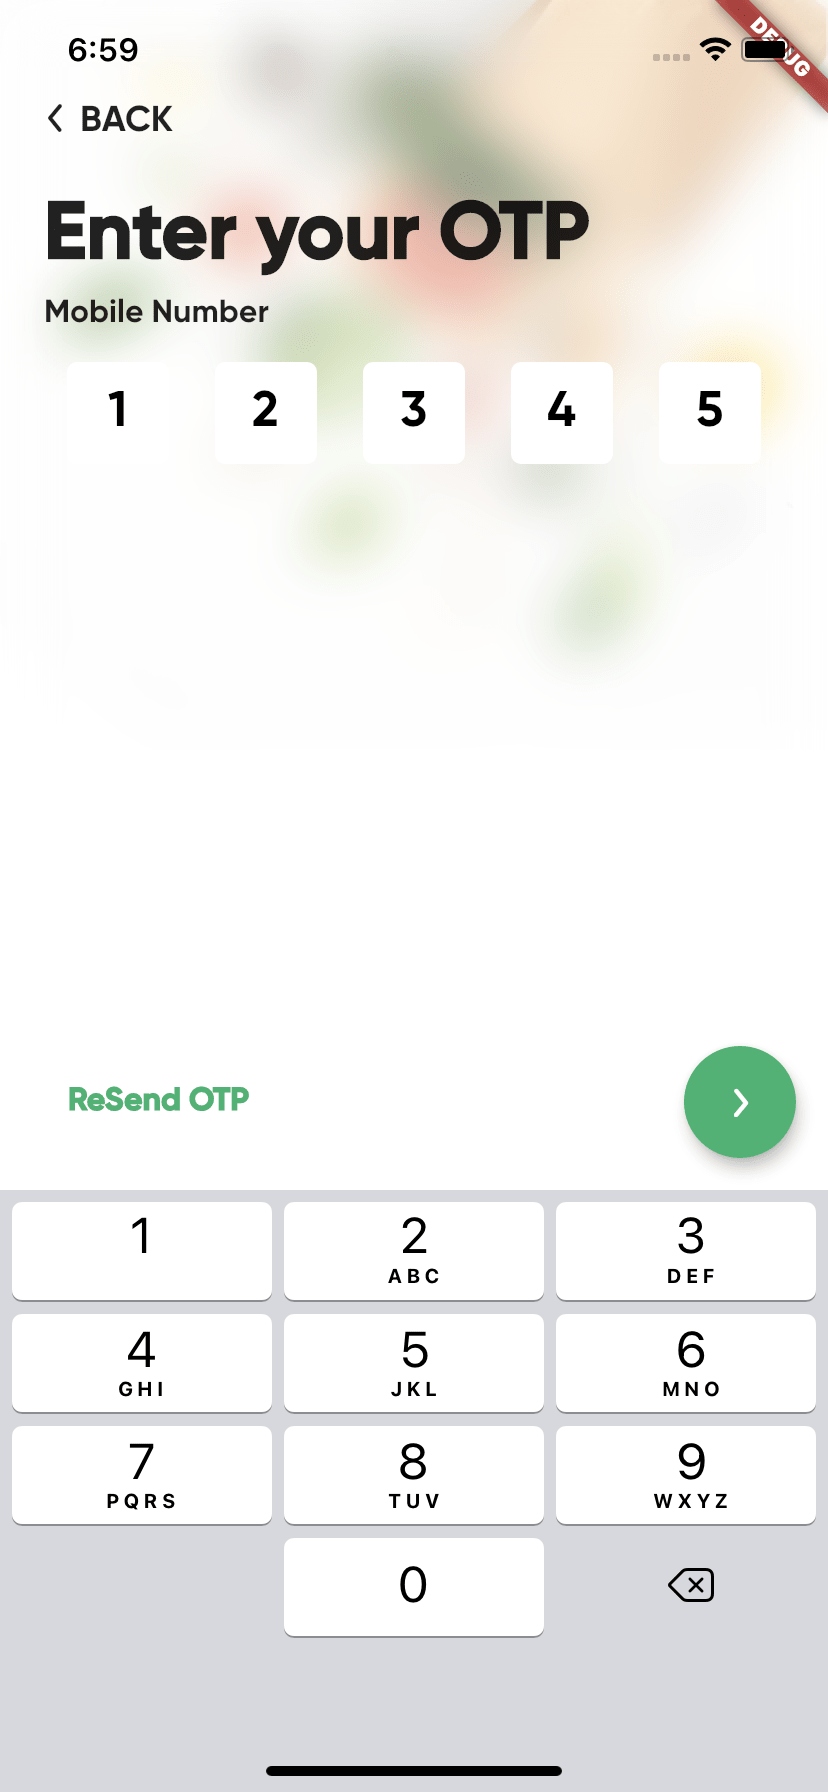 6:59
DEBUG
BACK
Enter your OTP
Mobile Number
1 2 3 4 5
ReSend OTP
1 2 3
ABC DEF
4 5 6
GHI JKL MNO
7 8 9
PQRS TUV WXYZ
0